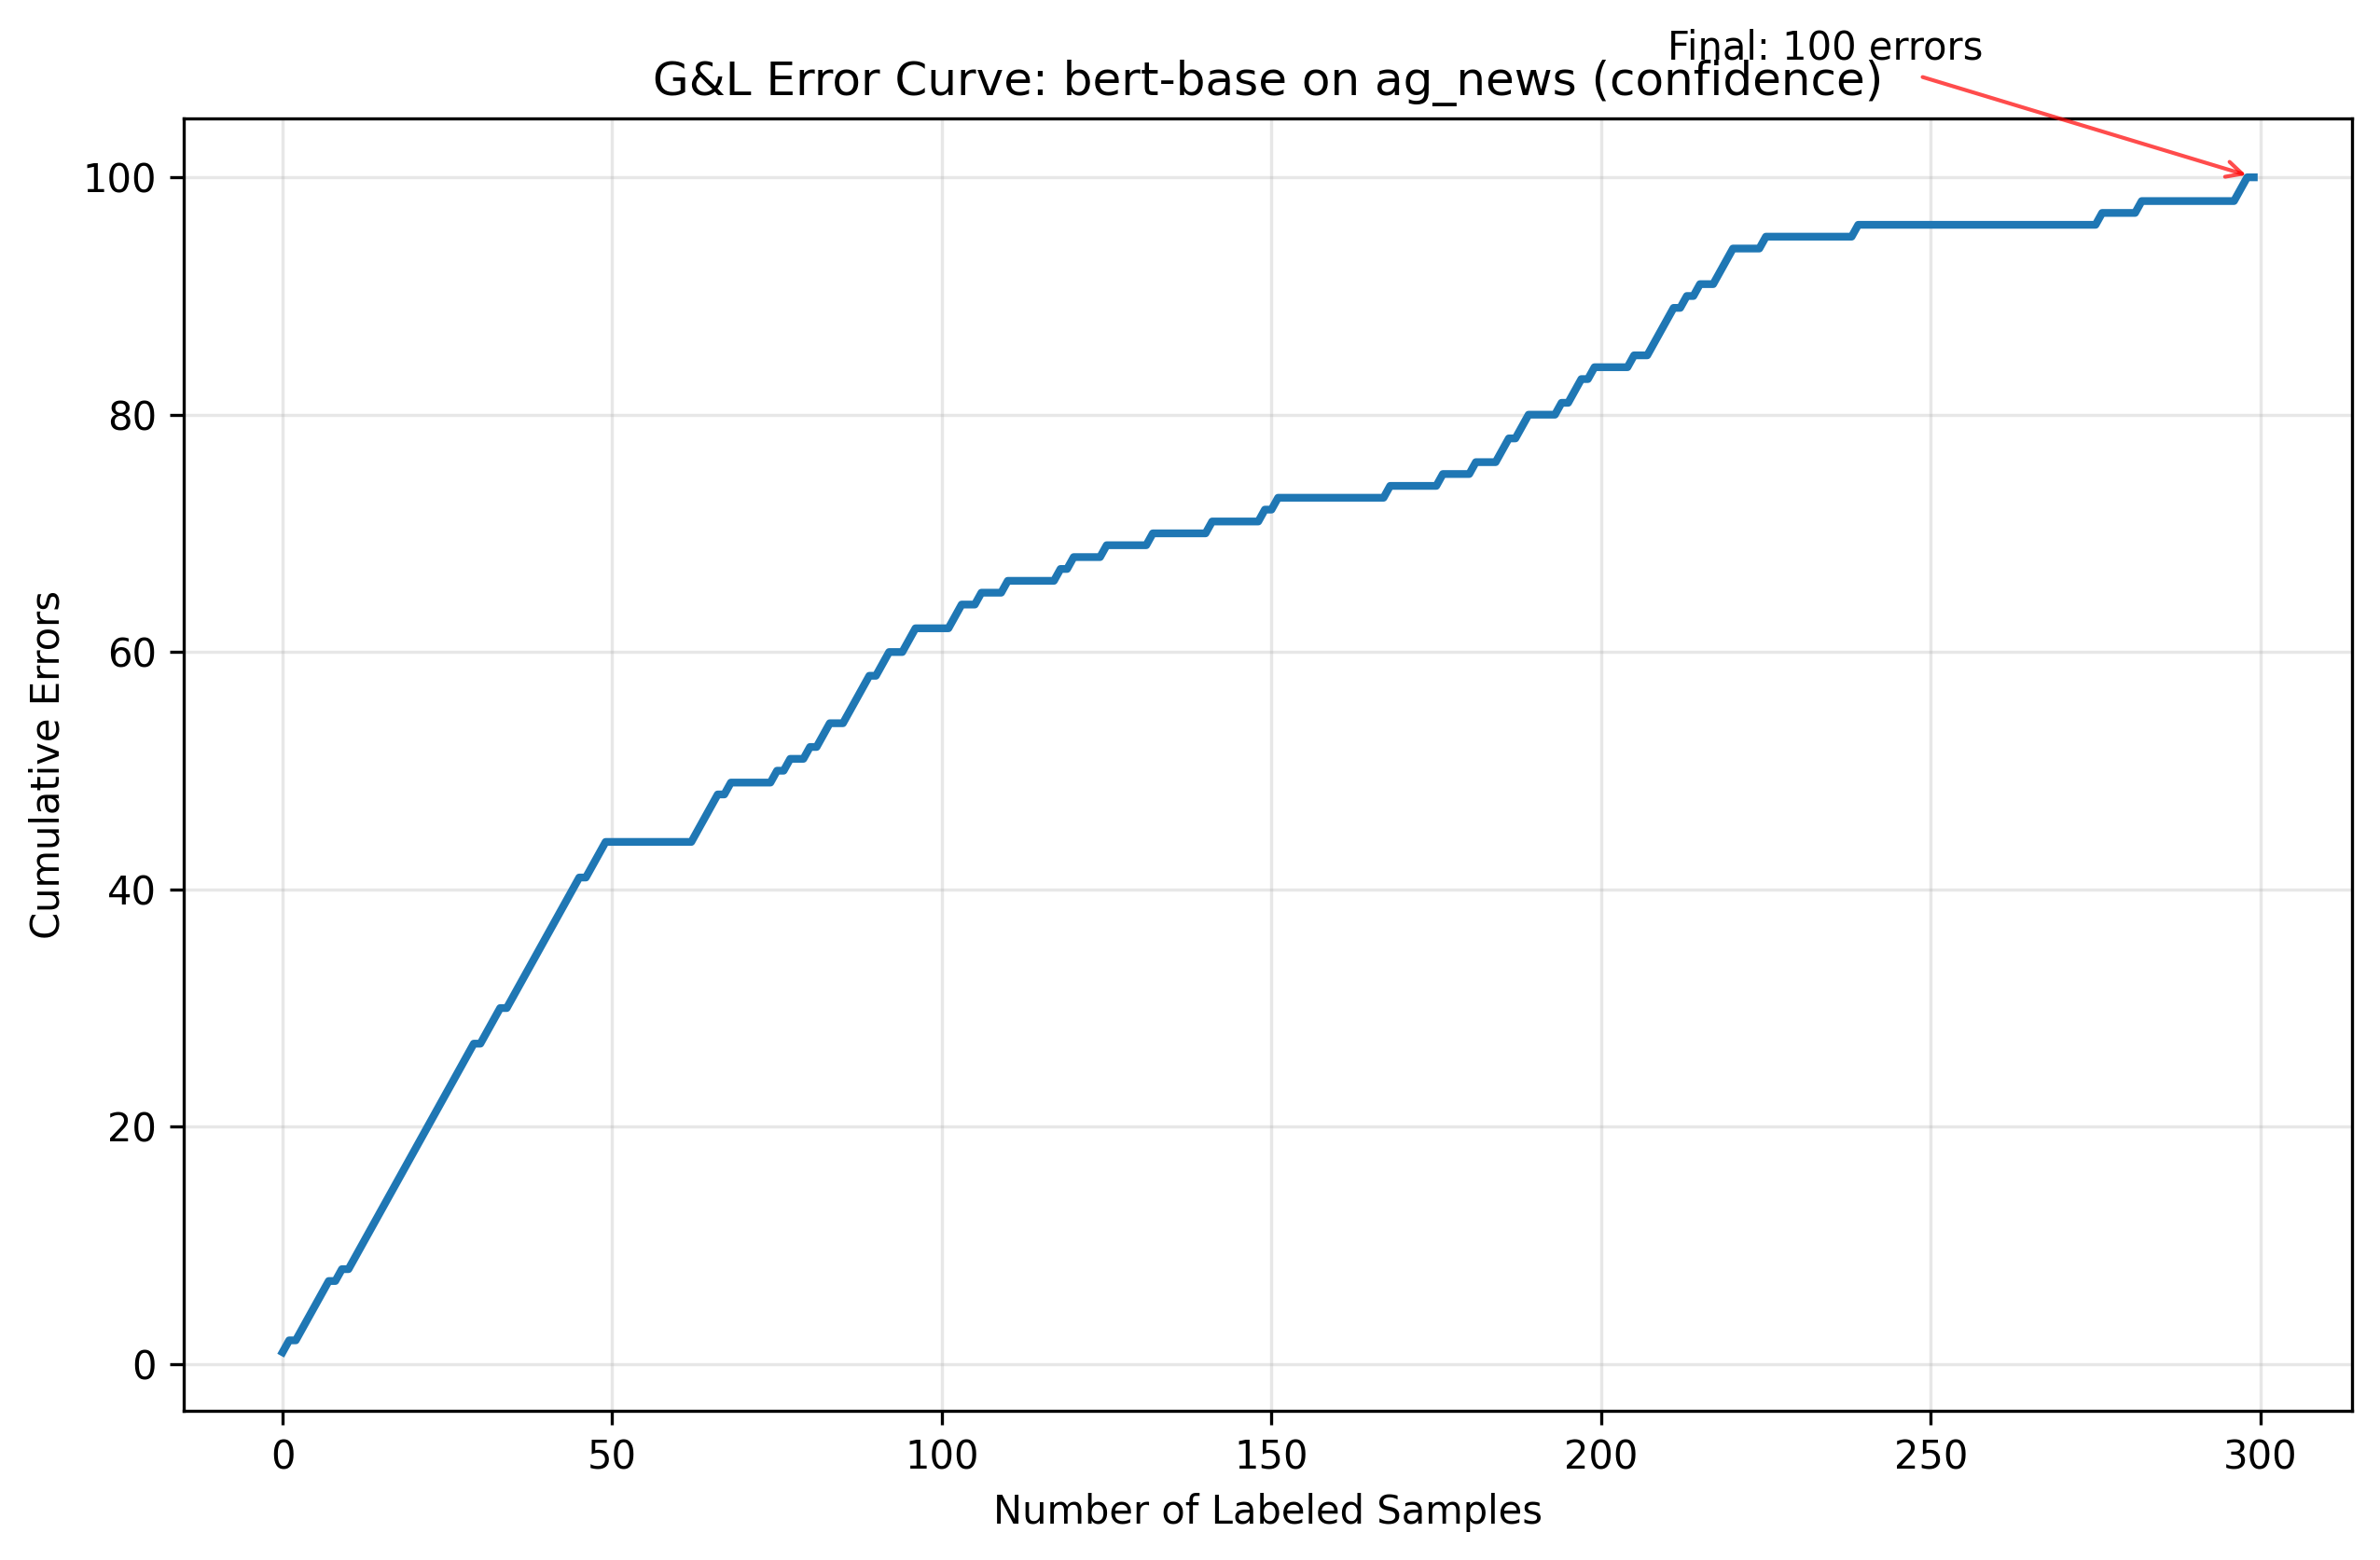 Final: 100 errors
G&L Error Curve: bert-base on ag_news (confidence)
100
80
60
40
20
0
Cumulative Errors
0 50 100 150 200 250 300
Number of Labeled Samples